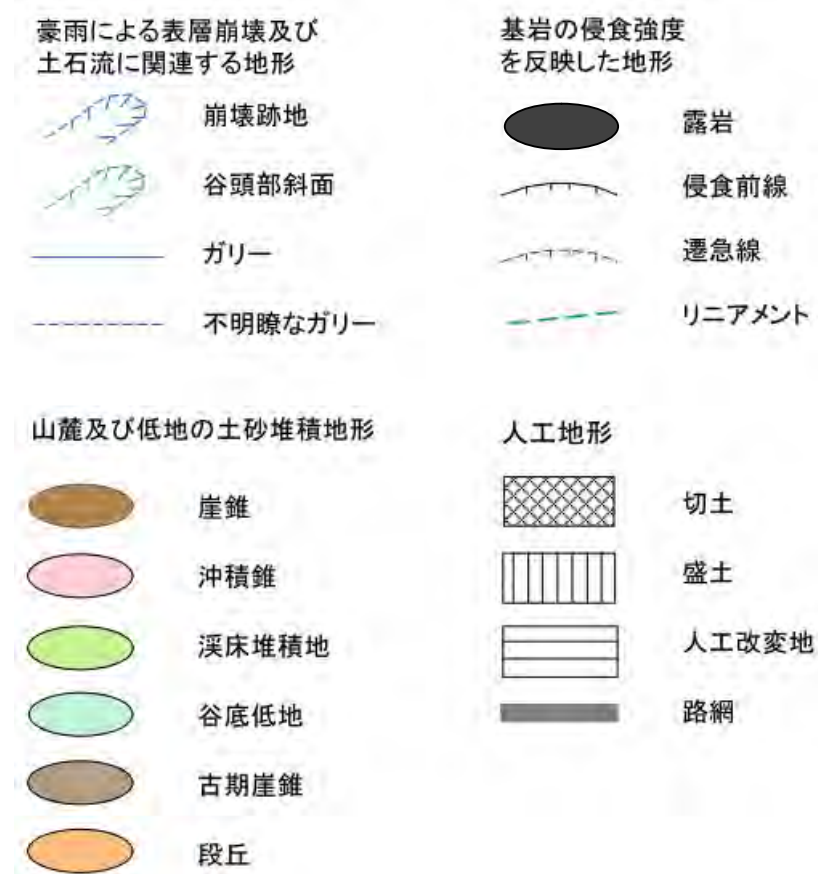 豪雨による表層崩壊及び
土石流に関連する地形
崩壊跡地
谷頭部斜面
ガリー
不明瞭なガリー
基岩の侵食強度
を反映した地形
露岩
侵食前線
遷急線
リニアメント
山麓及び低地の土砂堆積地形
崖錐
沖積錐
渓床堆積地
谷底低地
古期崖錐
段丘
人工地形
切土
盛土
人工改変地
路網